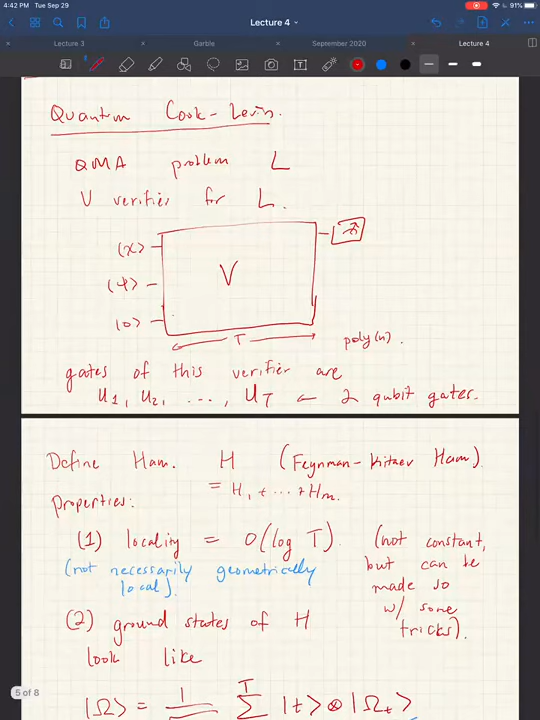 4:42 PM Tue Sep 29
91%
Lecture 4
Lecture 3
Garble
September 2020
Lecture 4
Quantum Cook-Levin.
QMA problem L
V verifier for L.
|x>
|ψ>
V
|0>
T
poly(n).
gates of this verifier are
U1, U2, ..., UT ← 2 qubit gates.
Define Ham. H (Feynman-Kitaev Ham).
= H1 + ... + Hm.
Properties:
(1) locality = O(log T).
(not constant,
but can be
made so
w/ some
tricks).
(not necessarily geometrically
local).
(2) ground states of H
look like
|Ω> = 1 T∑ |t> ⊗ |Ωt>
5 of 8